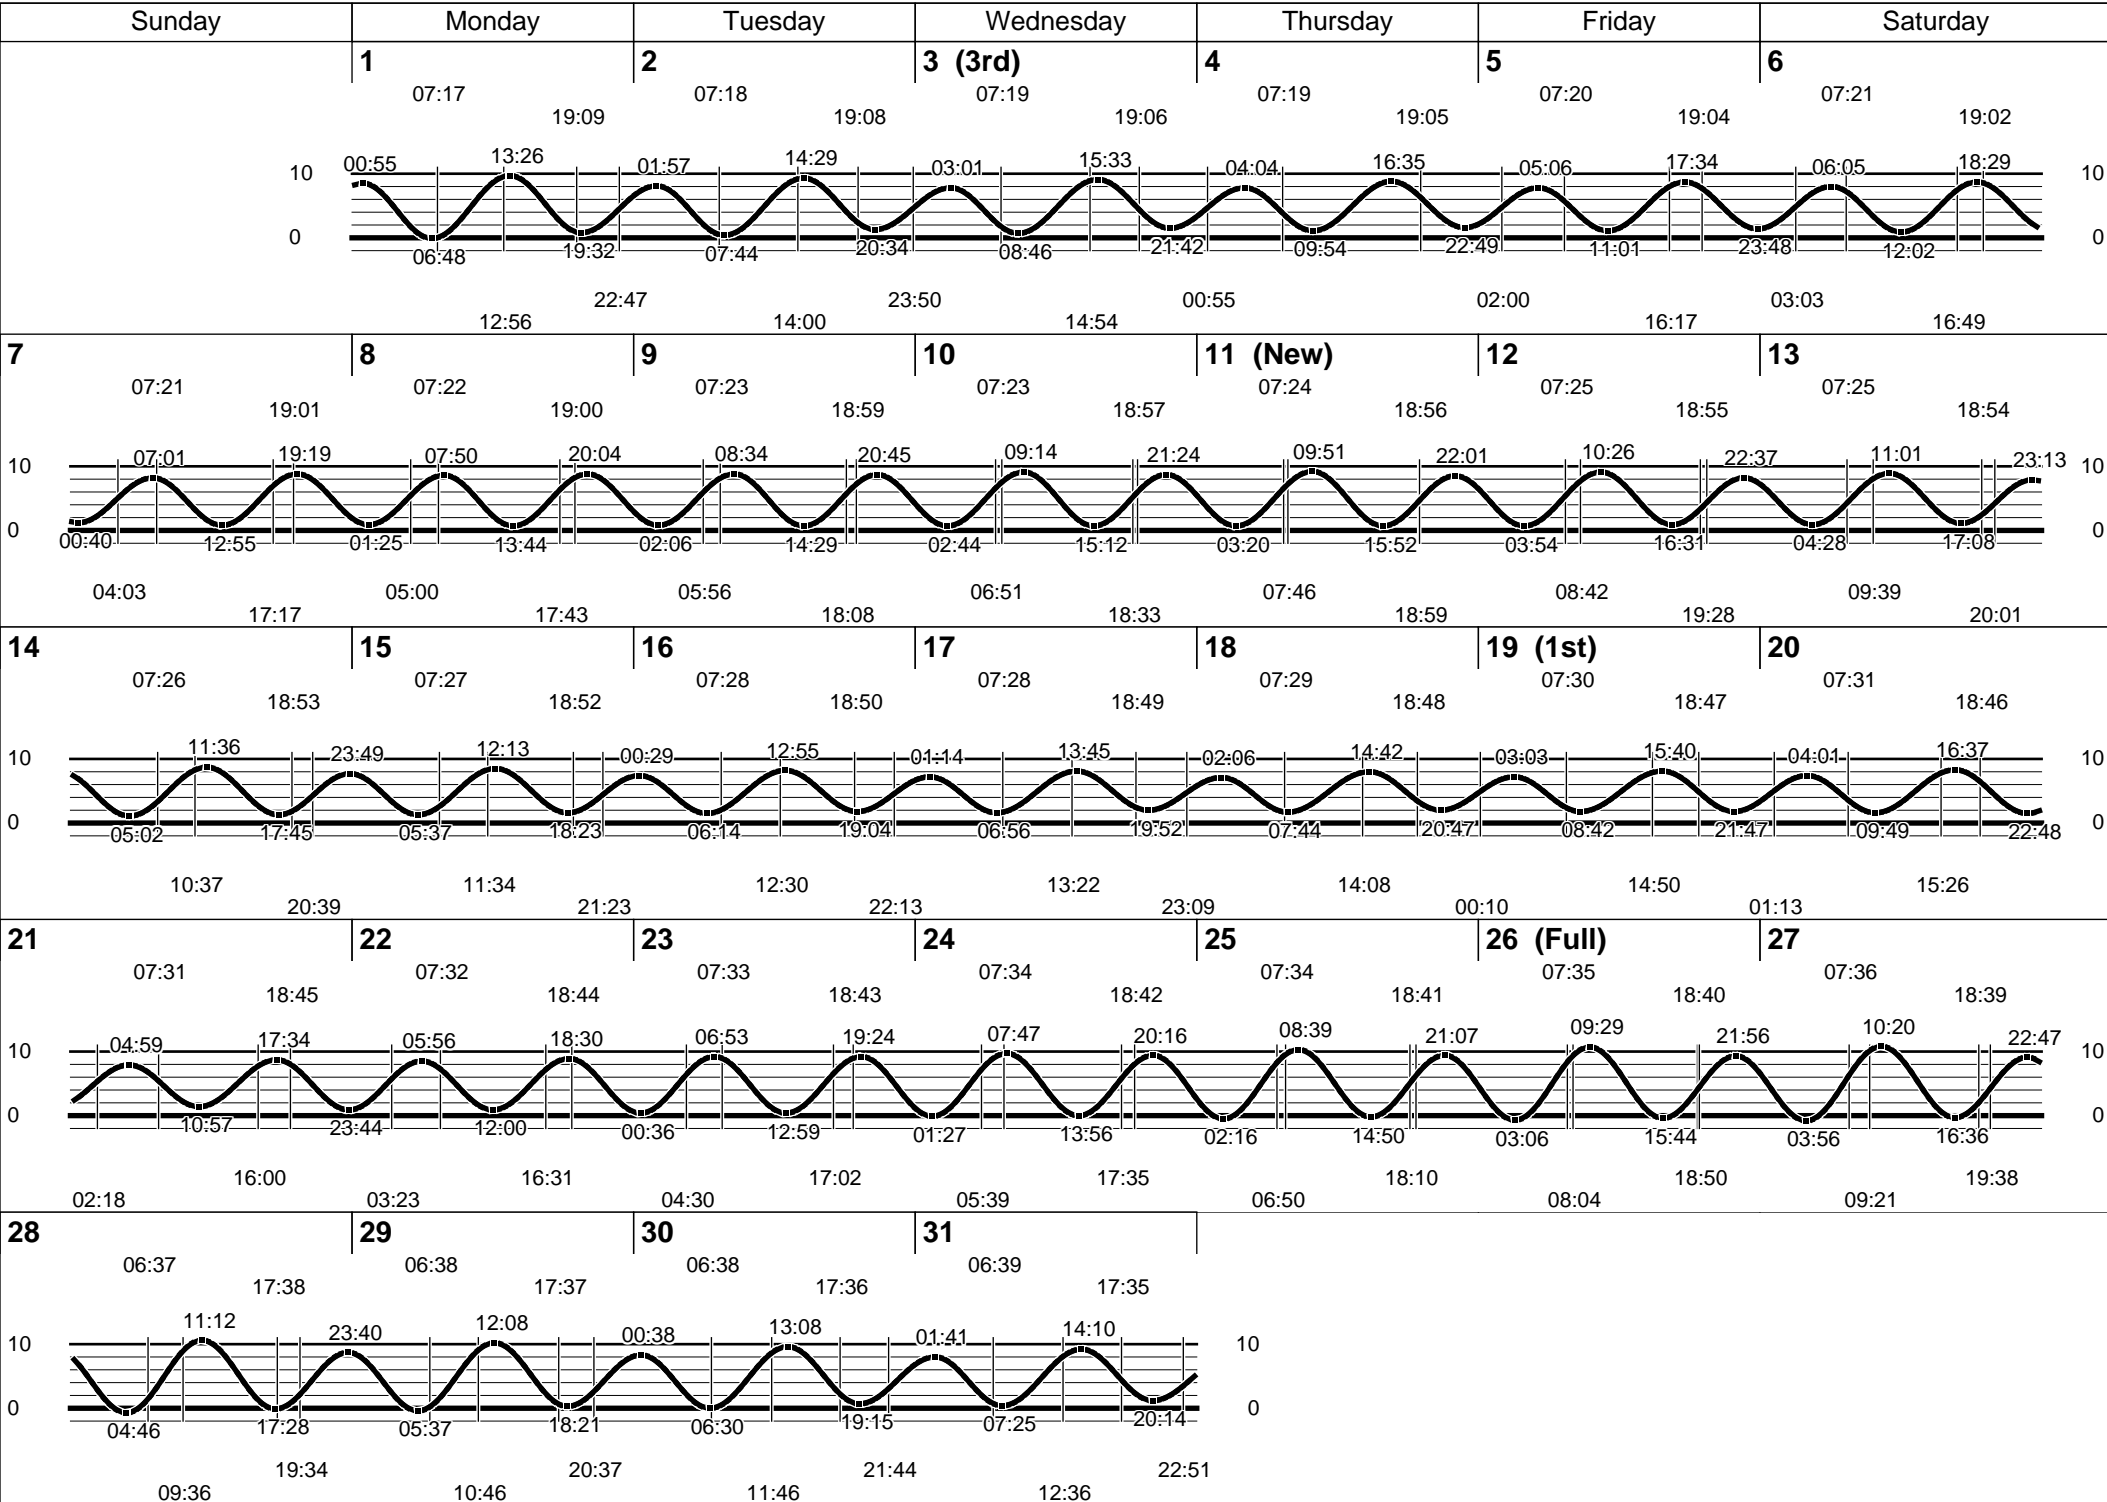 Sunday Monday Tuesday Wednesday Thursday Friday Saturday
1 2 3 (3rd) 4 5 6
07:17 07:18 07:19 07:19 07:20 07:21
19:09 19:08 19:06 19:05 19:04 19:02
10 00:55 13:26 01:57 14:29 03:01 15:33 04:04 16:35 05:06 17:34 06:05 18:29 10
0 06:48 19:32 07:44 20:34 08:46 21:42 09:54 22:49 11:01 23:48 12:02 0
22:47 23:50 00:55 02:00 03:03
12:56 14:00 14:54 16:17 16:49
7 8 9 10 11 (New) 12 13
07:21 07:22 07:23 07:23 07:24 07:25 07:25
19:01 19:00 18:59 18:57 18:56 18:55 18:54
10 07:01 19:19 07:50 20:04 08:34 20:45 09:14 21:24 09:51 22:01 10:26 22:37 11:01 23:13 10
0 00:40 12:55 01:25 13:44 02:06 14:29 02:44 15:12 03:20 15:52 03:54 16:31 04:28 17:08 0
04:03 05:00 05:56 06:51 07:46 08:42 09:39
17:17 17:43 18:08 18:33 18:59 19:28 20:01
14 15 16 17 18 19 (1st) 20
07:26 07:27 07:28 07:28 07:29 07:30 07:31
18:53 18:52 18:50 18:49 18:48 18:47 18:46
10 11:36 23:49 12:13 00:29 12:55 01:14 13:45 02:06 14:42 03:03 15:40 04:01 16:37 10
0 05:02 17:45 05:37 18:23 06:14 19:04 06:56 19:52 07:44 20:47 08:42 21:47 09:49 22:48 0
10:37 11:34 12:30 13:22 14:08 14:50 15:26
20:39 21:23 22:13 23:09 00:10 01:13
21 22 23 24 25 26 (Full) 27
07:31 07:32 07:33 07:34 07:34 07:35 07:36
18:45 18:44 18:43 18:42 18:41 18:40 18:39
10 04:59 17:34 05:56 18:30 06:53 19:24 07:47 20:16 08:39 21:07 09:29 21:56 10:20 22:47 10
0 10:57 23:44 12:00 00:36 12:59 01:27 13:56 02:16 14:50 03:06 15:44 03:56 16:36 0
16:00 16:31 17:02 17:35 18:10 18:50 19:38
02:18 03:23 04:30 05:39 06:50 08:04 09:21
28 29 30 31
06:37 06:38 06:38 06:39
17:38 17:37 17:36 17:35
10 11:12 23:40 12:08 00:38 13:08 01:41 14:10 10
0 04:46 17:28 05:37 18:21 06:30 19:15 07:25 20:14 0
19:34 20:37 21:44 22:51
09:36 10:46 11:46 12:36